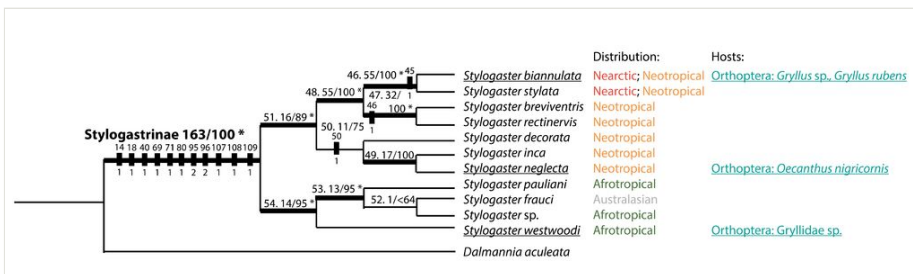 Distribution: Hosts:
46. 55/100 * 45 Stylogaster biannulata Nearctic; Neotropical Orthoptera: Gryllus sp., Gryllus rubens
48. 55/100 * 47. 32/ 1 Stylogaster stylata Nearctic; Neotropical
46 100 * Stylogaster breviventris Neotropical
51. 16/89 * 1 Stylogaster rectinervis Neotropical
50. 11/75 Stylogaster decorata Neotropical
Stylogastrinae 163/100 * 50 Stylogaster inca Neotropical
14 18 40 69 71 80 95 96 107 108 109 1 49. 17/100 Stylogaster neglecta Neotropical Orthoptera: Oecanthus nigricornis
1 1 1 1 1 1 2 2 1 1 1 53. 13/95 * Stylogaster pauliani Afrotropical
52. 1/<64 Stylogaster frauci Australasian
54. 14/95 * Stylogaster sp. Afrotropical
Stylogaster westwoodi Afrotropical Orthoptera: Gryllidae sp.
Dalmannia aculeata